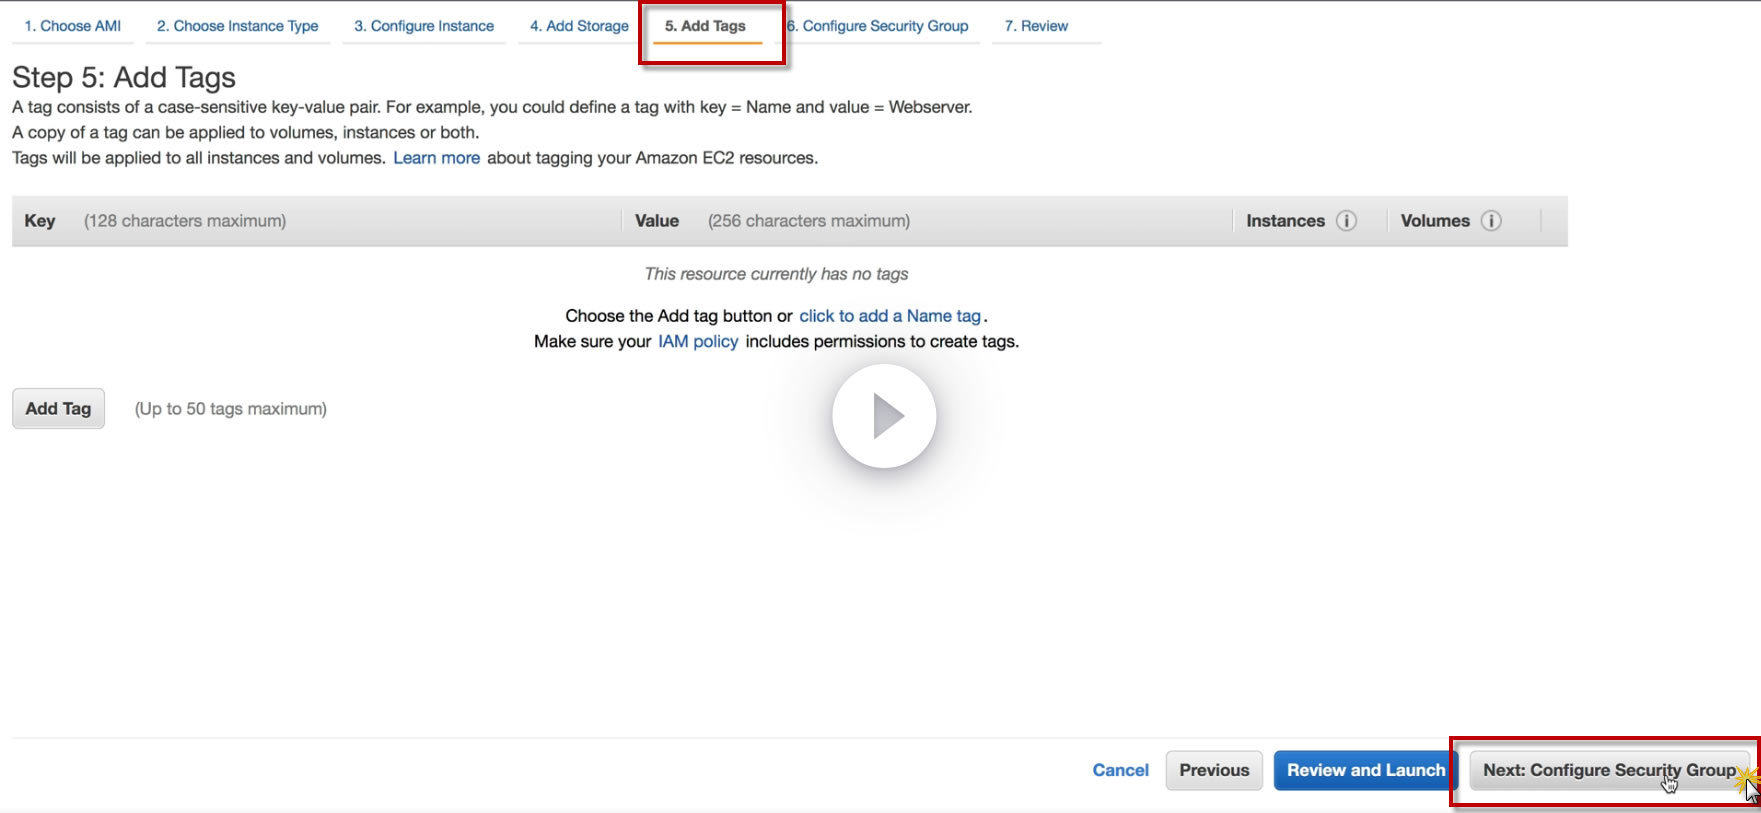 1. Choose AMI 2. Choose Instance Type 3. Configure Instance 4. Add Storage 5. Add Tags 6. Configure Security Group 7. Review
Step 5: Add Tags
A tag consists of a case-sensitive key-value pair. For example, you could define a tag with key = Name and value = Webserver.
A copy of a tag can be applied to volumes, instances or both.
Tags will be applied to all instances and volumes. Learn more about tagging your Amazon EC2 resources.
Key (128 characters maximum) Value (256 characters maximum) Instances i Volumes i
This resource currently has no tags
Choose the Add tag button or click to add a Name tag.
Make sure your IAM policy includes permissions to create tags.
Add Tag (Up to 50 tags maximum)
Cancel Previous Review and Launch Next: Configure Security Group